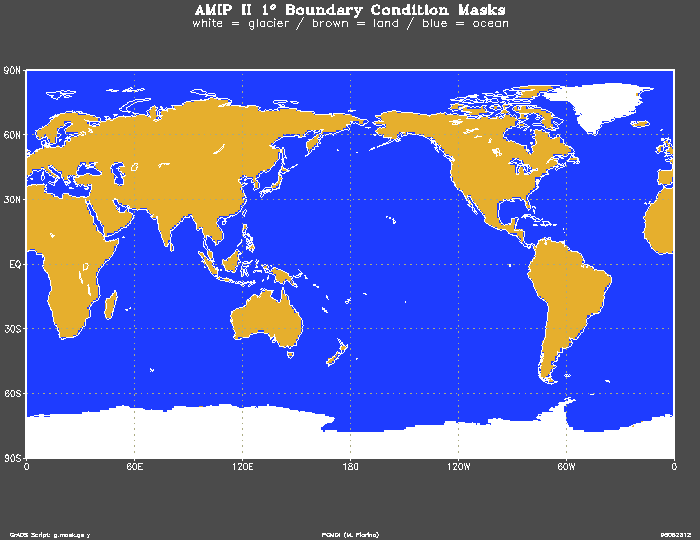 AMIP II 1° Boundary Condition Masks
white = glacier / brown = land / blue = ocean
90N
60N
30N
EQ
30S
60S
90S
0 60E 120E 180 120W 60W 0
GrADS Script: g.mask.gs y PCMDI (M. Fiorino)